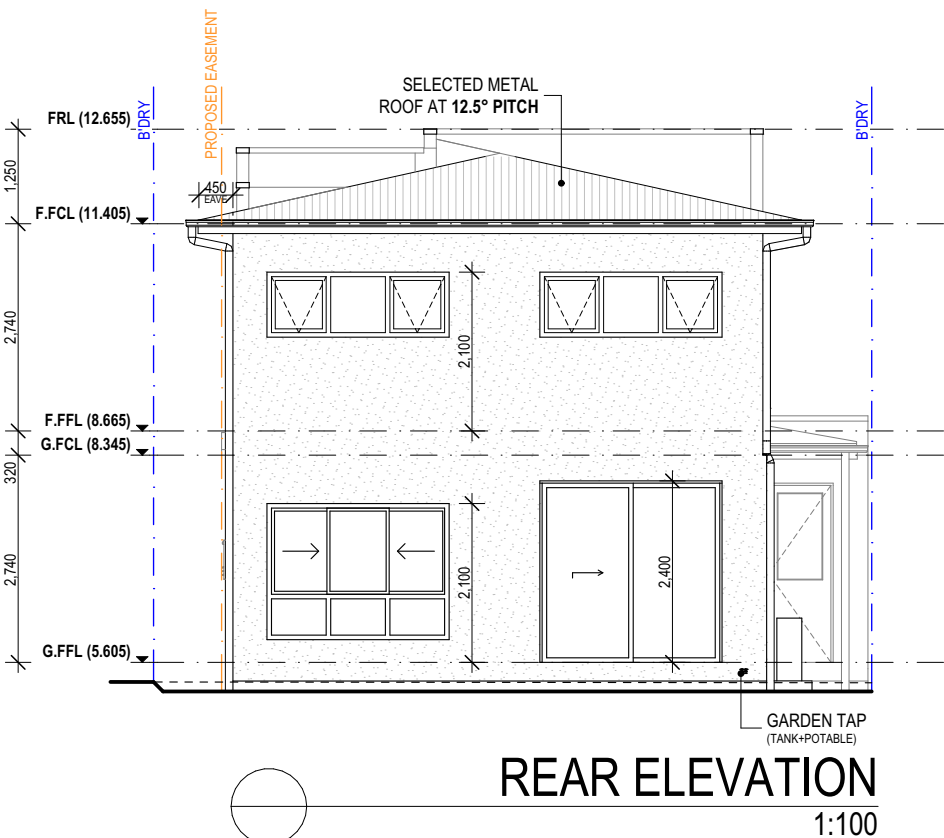 PROPOSED EASEMENT
B'DRY
B'DRY
SELECTED METAL
ROOF AT 12.5° PITCH
FRL (12.655)
1,250
450
EAVE
F.FCL (11.405)
2,740
2,100
F.FFL (8.665)
G.FCL (8.345)
320
2,740
2,100
2,400
G.FFL (5.605)
GARDEN TAP
(TANK+POTABLE)
REAR ELEVATION
1:100